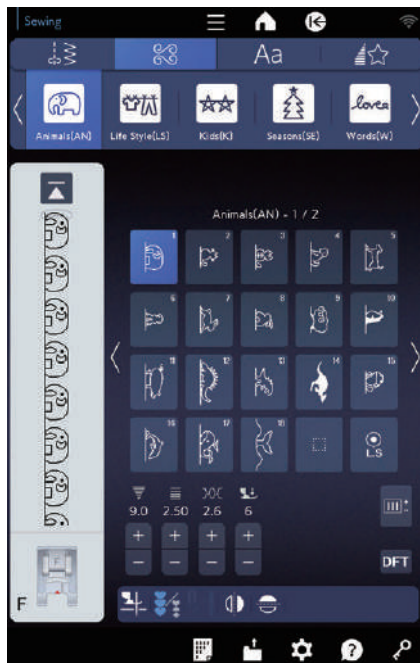 Sewing
Aa
Animals(AN) Life Style(LS) Kids(K) Seasons(SE) Words(W)
loves
Animals(AN) - 1 / 2
1 2 3 4 5
6 7 8 9 10
11 12 13 14 15
16 17 18 LS
9.0 2.50 2.6 6
+ + + +
− − − −
DFT
F
?